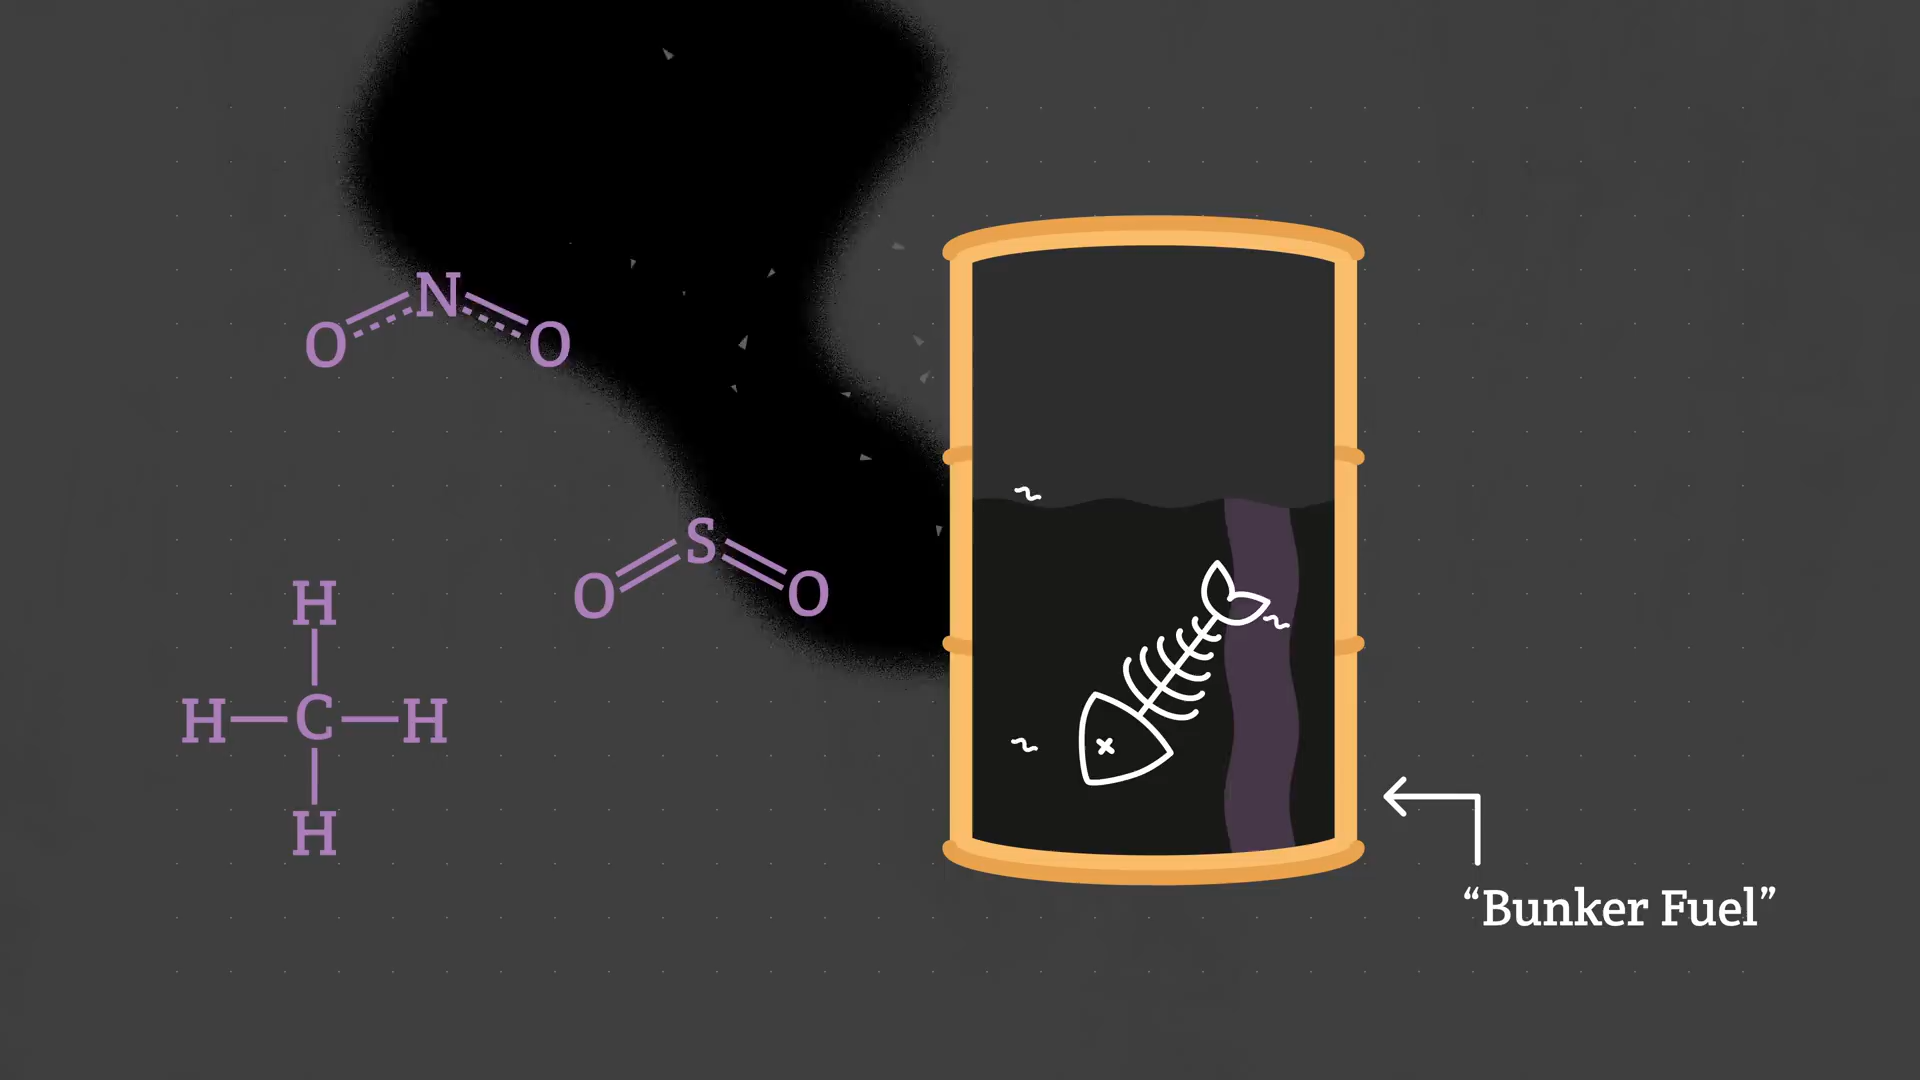 N
O O
S
O O
H
H C H
H
“Bunker Fuel”